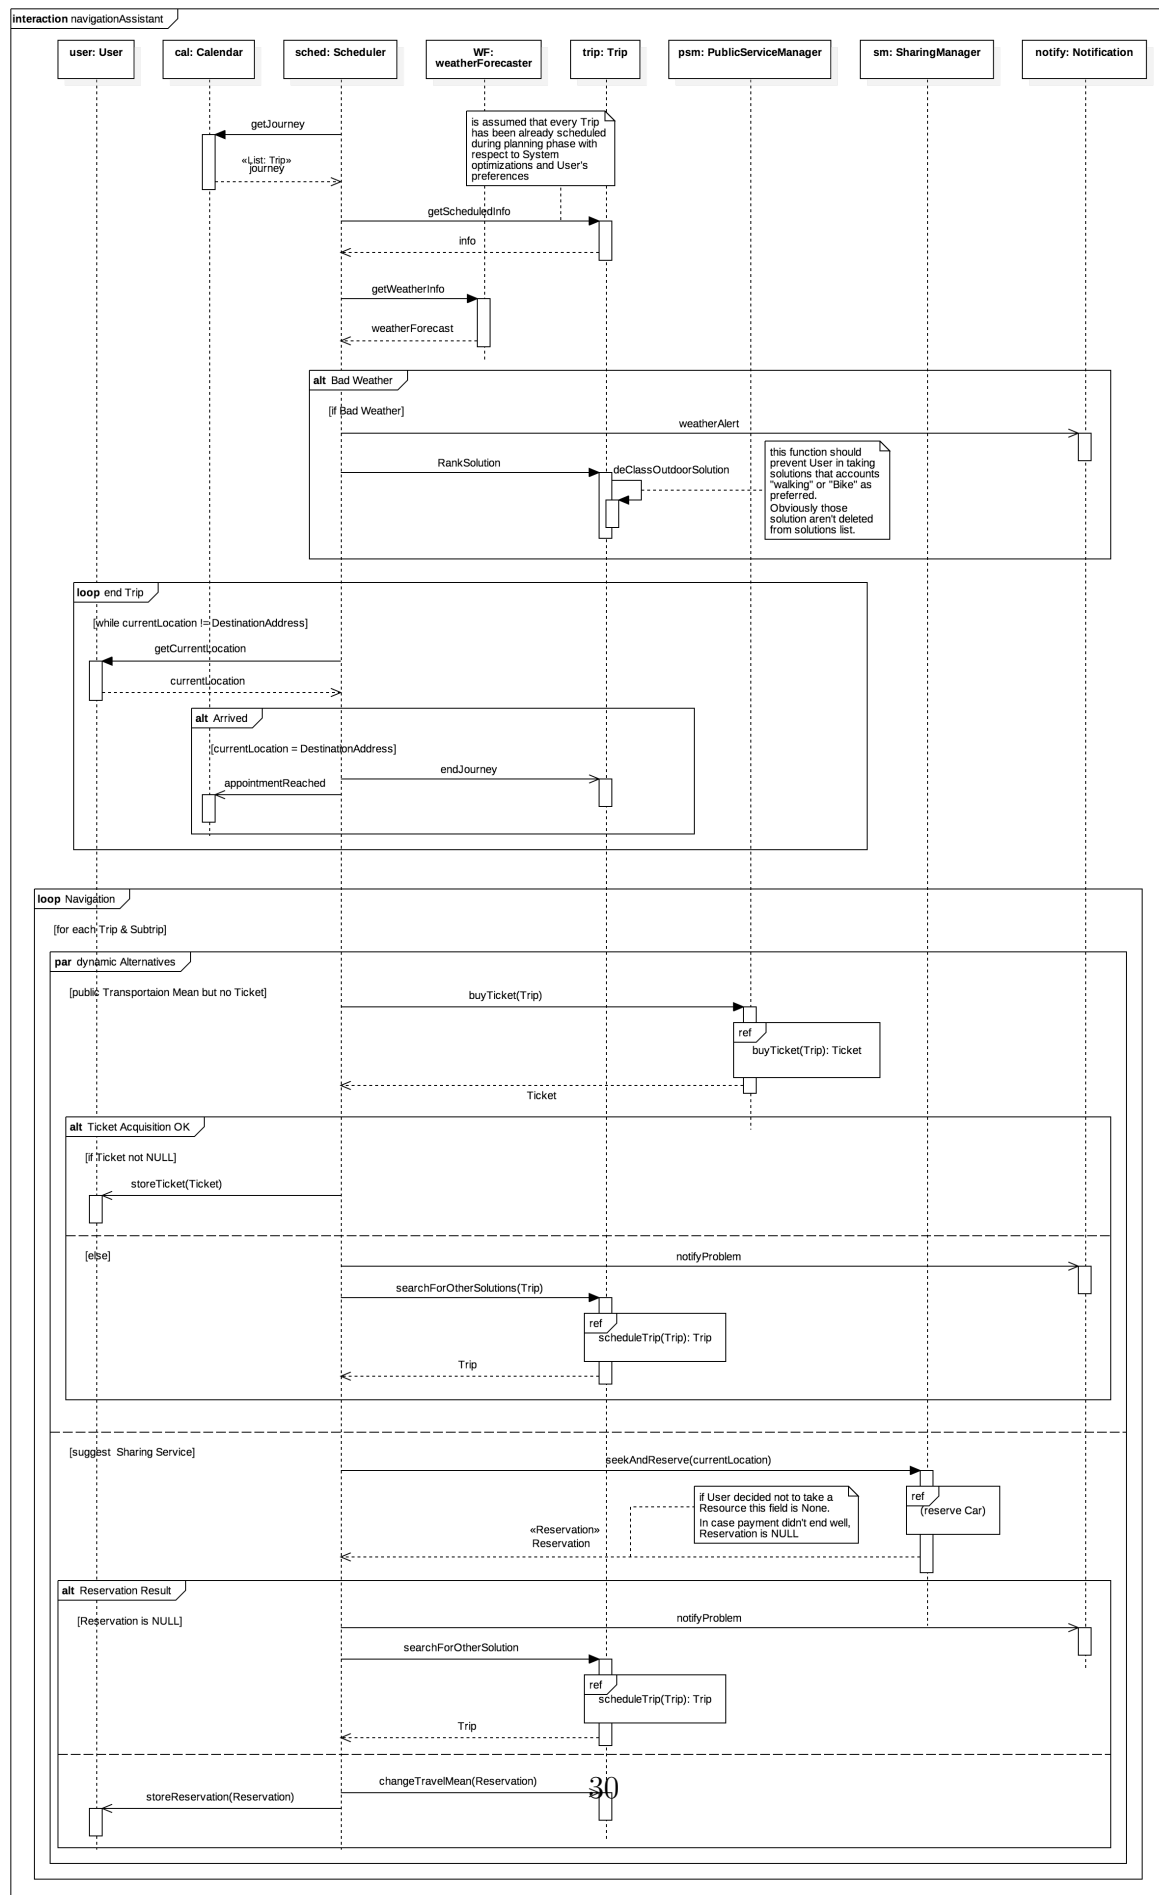 interaction navigationAssistant
user: User
cal: Calendar
sched: Scheduler
WF:
weatherForecaster
trip: Trip
psm: PublicServiceManager
sm: SharingManager
notify: Notification
getJourney
«List: Trip»
journey
is assumed that every Trip
has been already scheduled
during planning phase with
respect to System
optimizations and User's
preferences
getScheduledInfo
info
getWeatherInfo
weatherForecast
alt Bad Weather
[if Bad Weather]
weatherAlert
RankSolution
deClassOutdoorSolution
this function should
prevent User in taking
solutions that accounts
"walking" or "Bike" as
preferred.
Obviously those
solution aren't deleted
from solutions list.
loop end Trip
[while currentLocation != DestinationAddress]
getCurrentLocation
currentLocation
alt Arrived
[currentLocation = DestinationAddress]
endJourney
appointmentReached
loop Navigation
[for each Trip & Subtrip]
par dynamic Alternatives
[public Transportaion Mean but no Ticket]
buyTicket(Trip)
ref
buyTicket(Trip): Ticket
Ticket
alt Ticket Acquisition OK
[if Ticket not NULL]
storeTicket(Ticket)
[else]
notifyProblem
searchForOtherSolutions(Trip)
ref
scheduleTrip(Trip): Trip
Trip
[suggest Sharing Service]
seekAndReserve(currentLocation)
if User decided not to take a
Resource this field is None.
In case payment didn't end well,
Reservation is NULL
ref
(reserve Car)
«Reservation»
Reservation
alt Reservation Result
[Reservation is NULL]
notifyProblem
searchForOtherSolution
ref
scheduleTrip(Trip): Trip
Trip
changeTravelMean(Reservation)
30
storeReservation(Reservation)